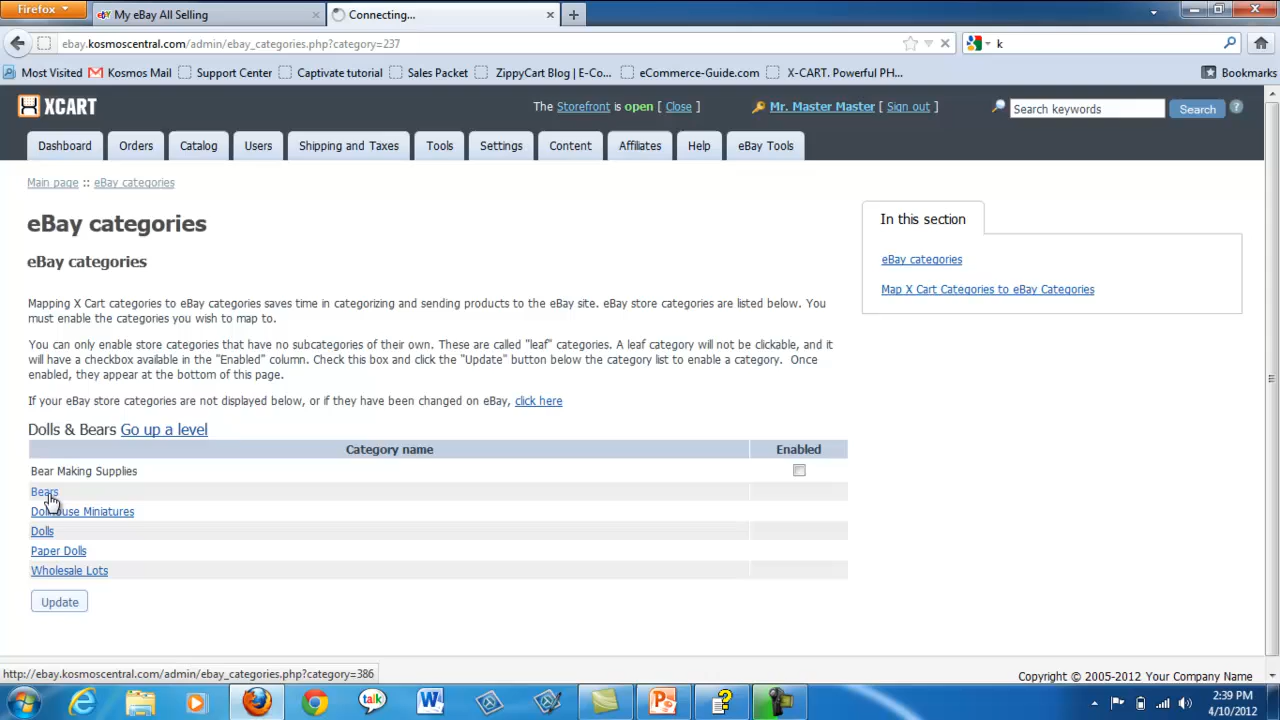 Firefox
My eBay All Selling
Connecting...
ebay.kosmoscentral.com/admin/ebay_categories.php?category=237
k
Most Visited
Kosmos Mail
Support Center
Captivate tutorial
Sales Packet
ZippyCart Blog | E-Co...
eCommerce-Guide.com
X-CART. Powerful PH...
Bookmarks
XCART
The Storefront is open [ Close ]
Mr. Master Master [ Sign out ]
Search keywords
Search
?
Dashboard
Orders
Catalog
Users
Shipping and Taxes
Tools
Settings
Content
Affiliates
Help
eBay Tools
Main page :: eBay categories
eBay categories
eBay categories
Mapping X Cart categories to eBay categories saves time in categorizing and sending products to the eBay site. eBay store categories are listed below. You
must enable the categories you wish to map to.
You can only enable store categories that have no subcategories of their own. These are called "leaf" categories. A leaf category will not be clickable, and it
will have a checkbox available in the "Enabled" column. Check this box and click the "Update" button below the category list to enable a category. Once
enabled, they appear at the bottom of this page.
If your eBay store categories are not displayed below, or if they have been changed on eBay, click here
Dolls & Bears Go up a level
Category name
Enabled
Bear Making Supplies
Bears
Dollhouse Miniatures
Dolls
Paper Dolls
Wholesale Lots
Update
In this section
eBay categories
Map X Cart Categories to eBay Categories
http://ebay.kosmoscentral.com/admin/ebay_categories.php?category=386
Copyright © 2005-2012 Your Company Name
talk
2:39 PM
4/10/2012